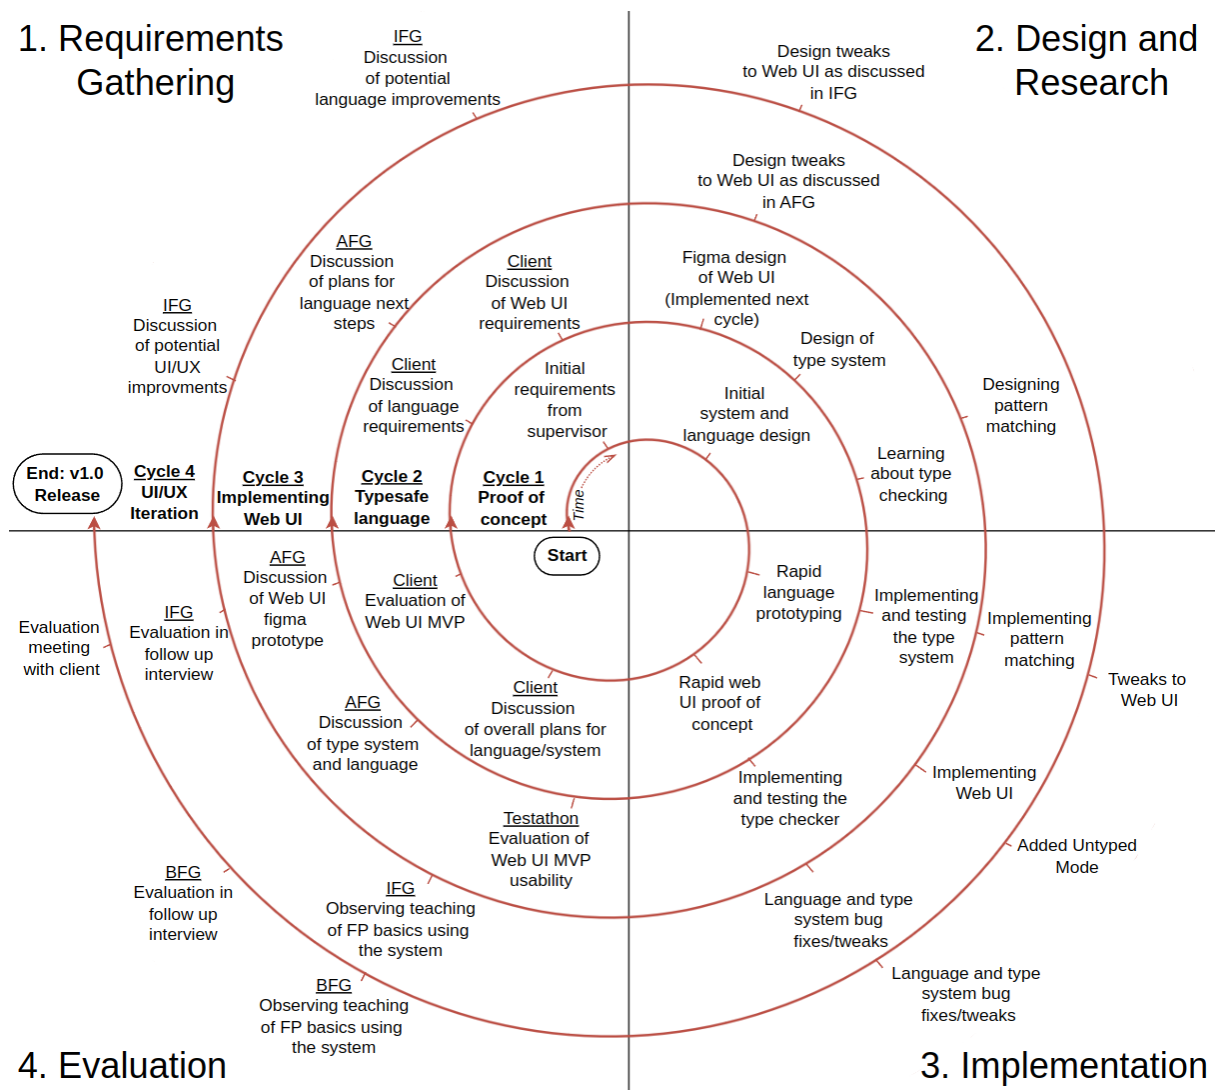 1. Requirements
Gathering
IFG
Discussion
of potential
language improvements
AFG
Discussion
of plans for
language next
steps
Client
Discussion
of Web UI
requirements
IFG
Discussion
of potential
UI/UX
improvments
Client
Discussion
of language
requirements
Initial
requirements
from
supervisor
End: v1.0
Release
Cycle 4
UI/UX
Iteration
Cycle 3
Implementing
Web UI
Cycle 2
Typesafe
language
Cycle 1
Proof of
concept
Time
Start
2. Design and
Research
Design tweaks
to Web UI as discussed
in IFG
Design tweaks
to Web UI as discussed
in AFG
Figma design
of Web UI
(Implemented next
cycle)
Design of
type system
Initial
system and
language design
Designing
pattern
matching
Learning
about type
checking
Rapid
language
prototyping
Implementing
and testing
the type
system
Implementing
pattern
matching
Tweaks to
Web UI
Rapid web
UI proof of
concept
Implementing
and testing the
type checker
Implementing
Web UI
Added Untyped
Mode
Language and type
system bug
fixes/tweaks
Language and type
system bug
fixes/tweaks
3. Implementation
Client
Evaluation of
Web UI MVP
AFG
Discussion
of Web UI
figma
prototype
IFG
Evaluation in
follow up
interview
Evaluation
meeting
with client
Client
Discussion
of overall plans for
language/system
AFG
Discussion
of type system
and language
Testathon
Evaluation of
Web UI MVP
usability
BFG
Evaluation in
follow up
interview
IFG
Observing teaching
of FP basics using
the system
BFG
Observing teaching
of FP basics using
the system
4. Evaluation